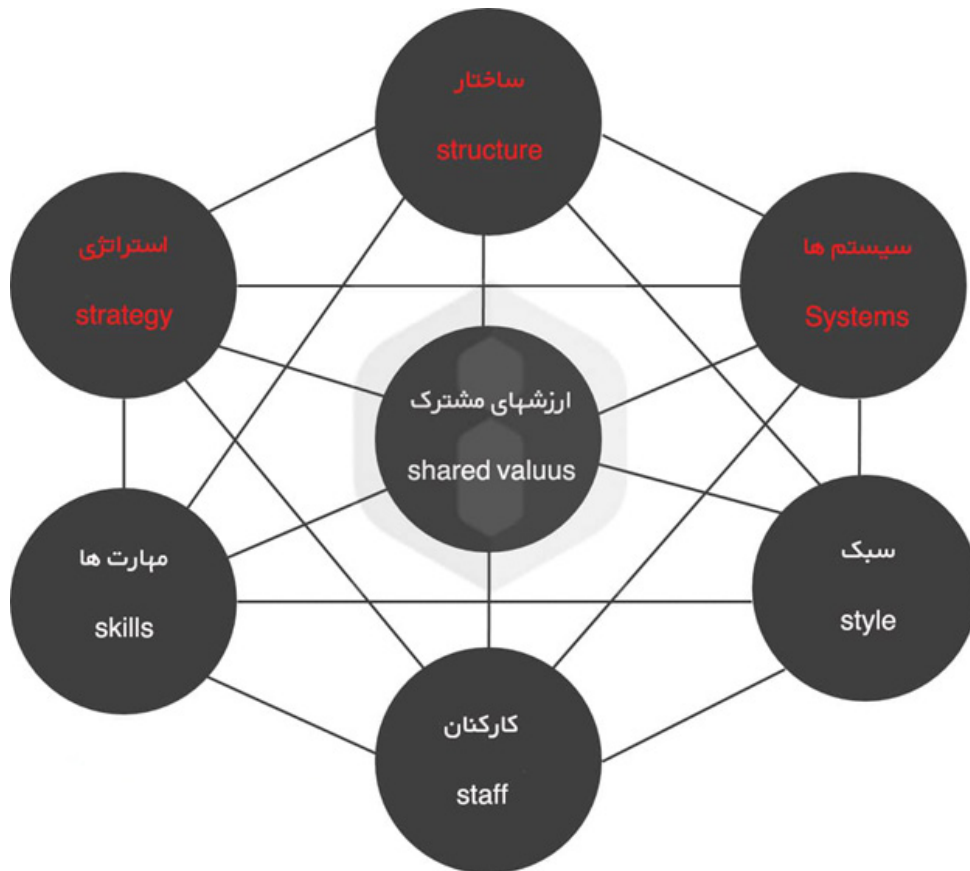 ساختار
structure
استراتژی
strategy
سیستم ها
Systems
ارزشهای مشترک
shared valuus
مهارت ها
skills
سبک
style
کارکنان
staff